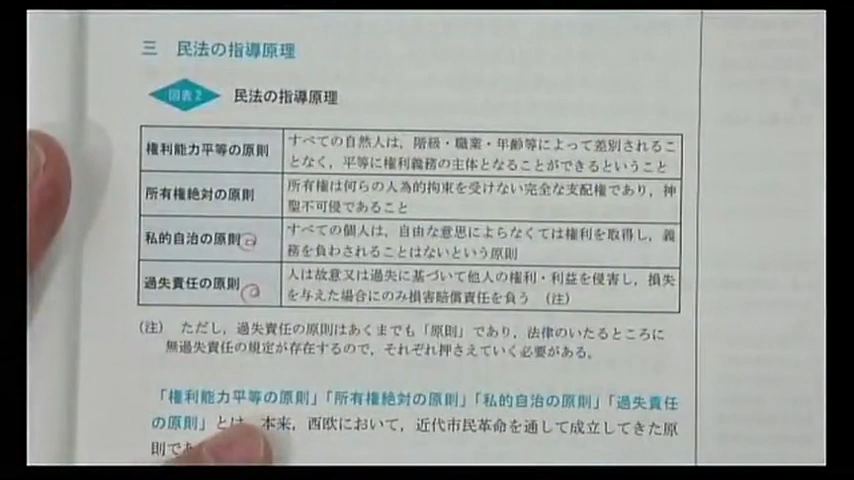 三 民法の指導原理
図表2 民法の指導原理
権利能力平等の原則
すべての自然人は，階級・職業・年齢等によって差別されるこ
となく，平等に権利義務の主体となることができるということ
所有権絶対の原則
所有権は何らの人為的拘束を受けない完全な支配権であり，神
聖不可侵であること
私的自治の原則
すべての個人は，自由な意思によらなくては権利を取得し，義
務を負わされることはないという原則
過失責任の原則
人は故意又は過失に基づいて他人の権利・利益を侵害し，損失
を与えた場合にのみ損害賠償責任を負う （注）
（注） ただし，過失責任の原則はあくまでも「原則」であり，法律のいたるところに
無過失責任の規定が存在するので，それぞれ押さえていく必要がある。
「権利能力平等の原則」「所有権絶対の原則」「私的自治の原則」「過失責任
の原則」とは，本来，西欧において，近代市民革命を通して成立してきた原
則で